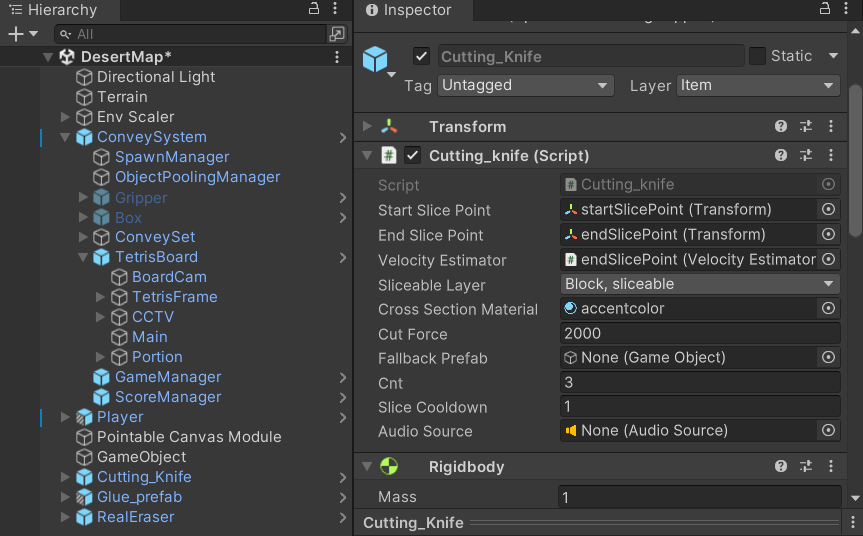 Hierarchy
All
DesertMap*
Directional Light
Terrain
Env Scaler
ConveySystem
SpawnManager
ObjectPoolingManager
Gripper
Box
ConveySet
TetrisBoard
BoardCam
TetrisFrame
CCTV
Main
Portion
GameManager
ScoreManager
Player
Pointable Canvas Module
GameObject
Cutting_Knife
Glue_prefab
RealEraser
Inspector
Cutting_Knife
Static
Tag Untagged Layer Item
Transform
Cutting_knife (Script)
Script Cutting_knife
Start Slice Point startSlicePoint (Transform)
End Slice Point endSlicePoint (Transform)
Velocity Estimator endSlicePoint (Velocity Estimator
Sliceable Layer Block, sliceable
Cross Section Material accentcolor
Cut Force 2000
Fallback Prefab None (Game Object)
Cnt 3
Slice Cooldown 1
Audio Source None (Audio Source)
Rigidbody
Mass 1
Cutting_Knife